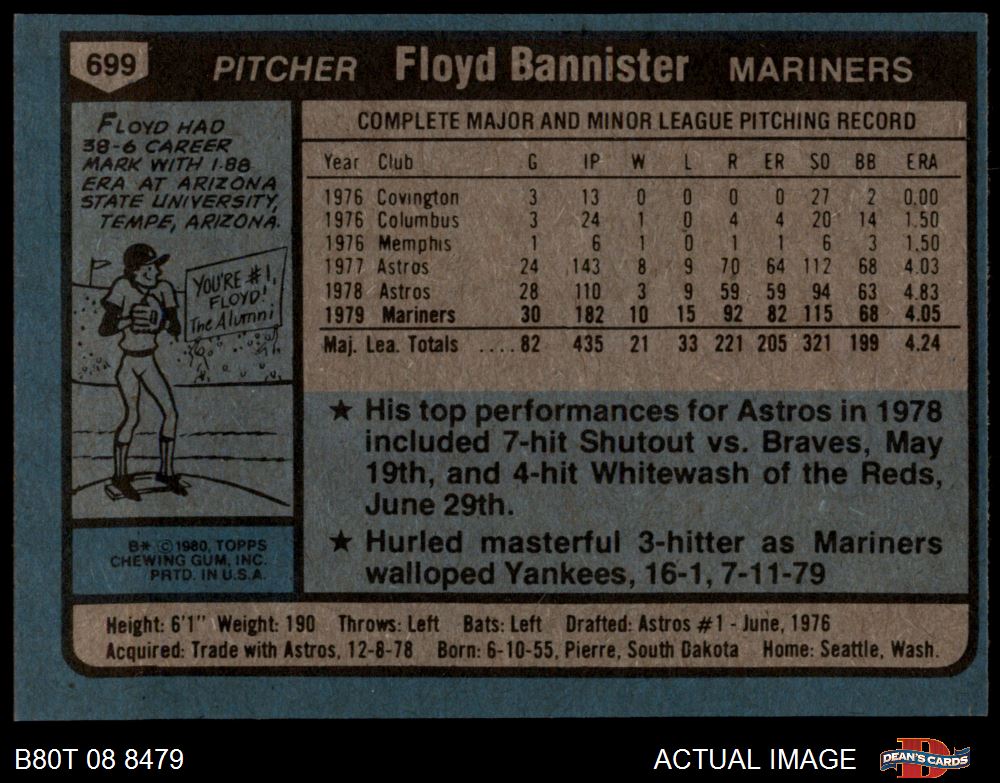 699 PITCHER Floyd Bannister MARINERS
FLOYD HAD
38-6 CAREER
MARK WITH 1.88
ERA AT ARIZONA
STATE UNIVERSITY,
TEMPE, ARIZONA.
YOU'RE #1,
FLOYD!
The Alumni
B* ©1980, TOPPS
CHEWING GUM, INC.
PRTD. IN U.S.A.
COMPLETE MAJOR AND MINOR LEAGUE PITCHING RECORD
Year Club G IP W L R ER SO BB ERA
1976 Covington 3 13 0 0 0 0 27 2 0.00
1976 Columbus 3 24 1 0 4 4 20 14 1.50
1976 Memphis 1 6 1 0 1 1 6 3 1.50
1977 Astros 24 143 8 9 70 64 112 68 4.03
1978 Astros 28 110 3 9 59 59 94 63 4.83
1979 Mariners 30 182 10 15 92 82 115 68 4.05
Maj. Lea. Totals ....82 435 21 33 221 205 321 199 4.24
★ His top performances for Astros in 1978
included 7-hit Shutout vs. Braves, May
19th, and 4-hit Whitewash of the Reds,
June 29th.
★ Hurled masterful 3-hitter as Mariners
walloped Yankees, 16-1, 7-11-79
Height: 6'1" Weight: 190 Throws: Left Bats: Left Drafted: Astros #1 - June, 1976
Acquired: Trade with Astros, 12-8-78 Born: 6-10-55, Pierre, South Dakota Home: Seattle, Wash.
B80T 08 8479 ACTUAL IMAGE DEAN'S CARDS